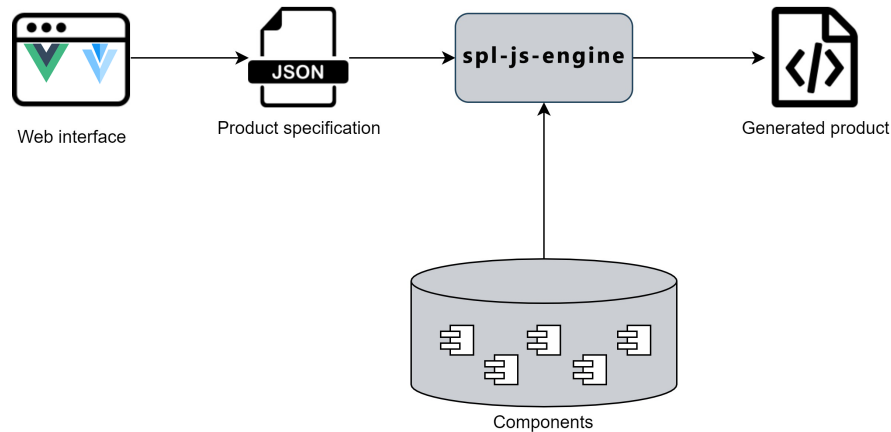 JSON
spl-js-engine
</>
Web interface
Product specification
Generated product
Components